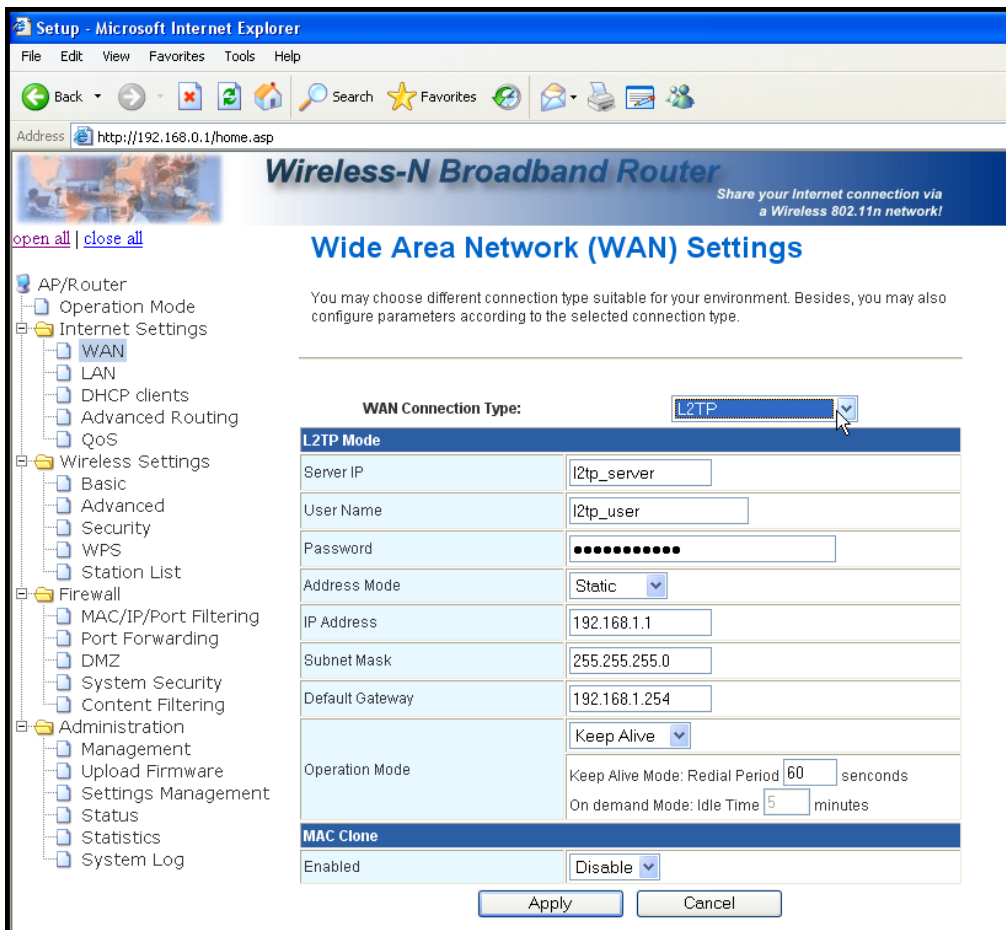 Setup - Microsoft Internet Explorer
File Edit View Favorites Tools Help
Back Search Favorites
Address http://192.168.0.1/home.asp
Wireless-N Broadband Router
Share your Internet connection via
a Wireless 802.11n network!
open all | close all
Wide Area Network (WAN) Settings
You may choose different connection type suitable for your environment. Besides, you may also
configure parameters according to the selected connection type.
AP/Router
Operation Mode
Internet Settings
WAN
LAN
DHCP clients
Advanced Routing
QoS
Wireless Settings
Basic
Advanced
Security
WPS
Station List
Firewall
MAC/IP/Port Filtering
Port Forwarding
DMZ
System Security
Content Filtering
Administration
Management
Upload Firmware
Settings Management
Status
Statistics
System Log
WAN Connection Type: L2TP
L2TP Mode
Server IP l2tp_server
User Name l2tp_user
Password ●●●●●●●●●●●
Address Mode Static
IP Address 192.168.1.1
Subnet Mask 255.255.255.0
Default Gateway 192.168.1.254
Operation Mode Keep Alive
Keep Alive Mode: Redial Period 60 senconds
On demand Mode: Idle Time 5 minutes
MAC Clone
Enabled Disable
Apply Cancel